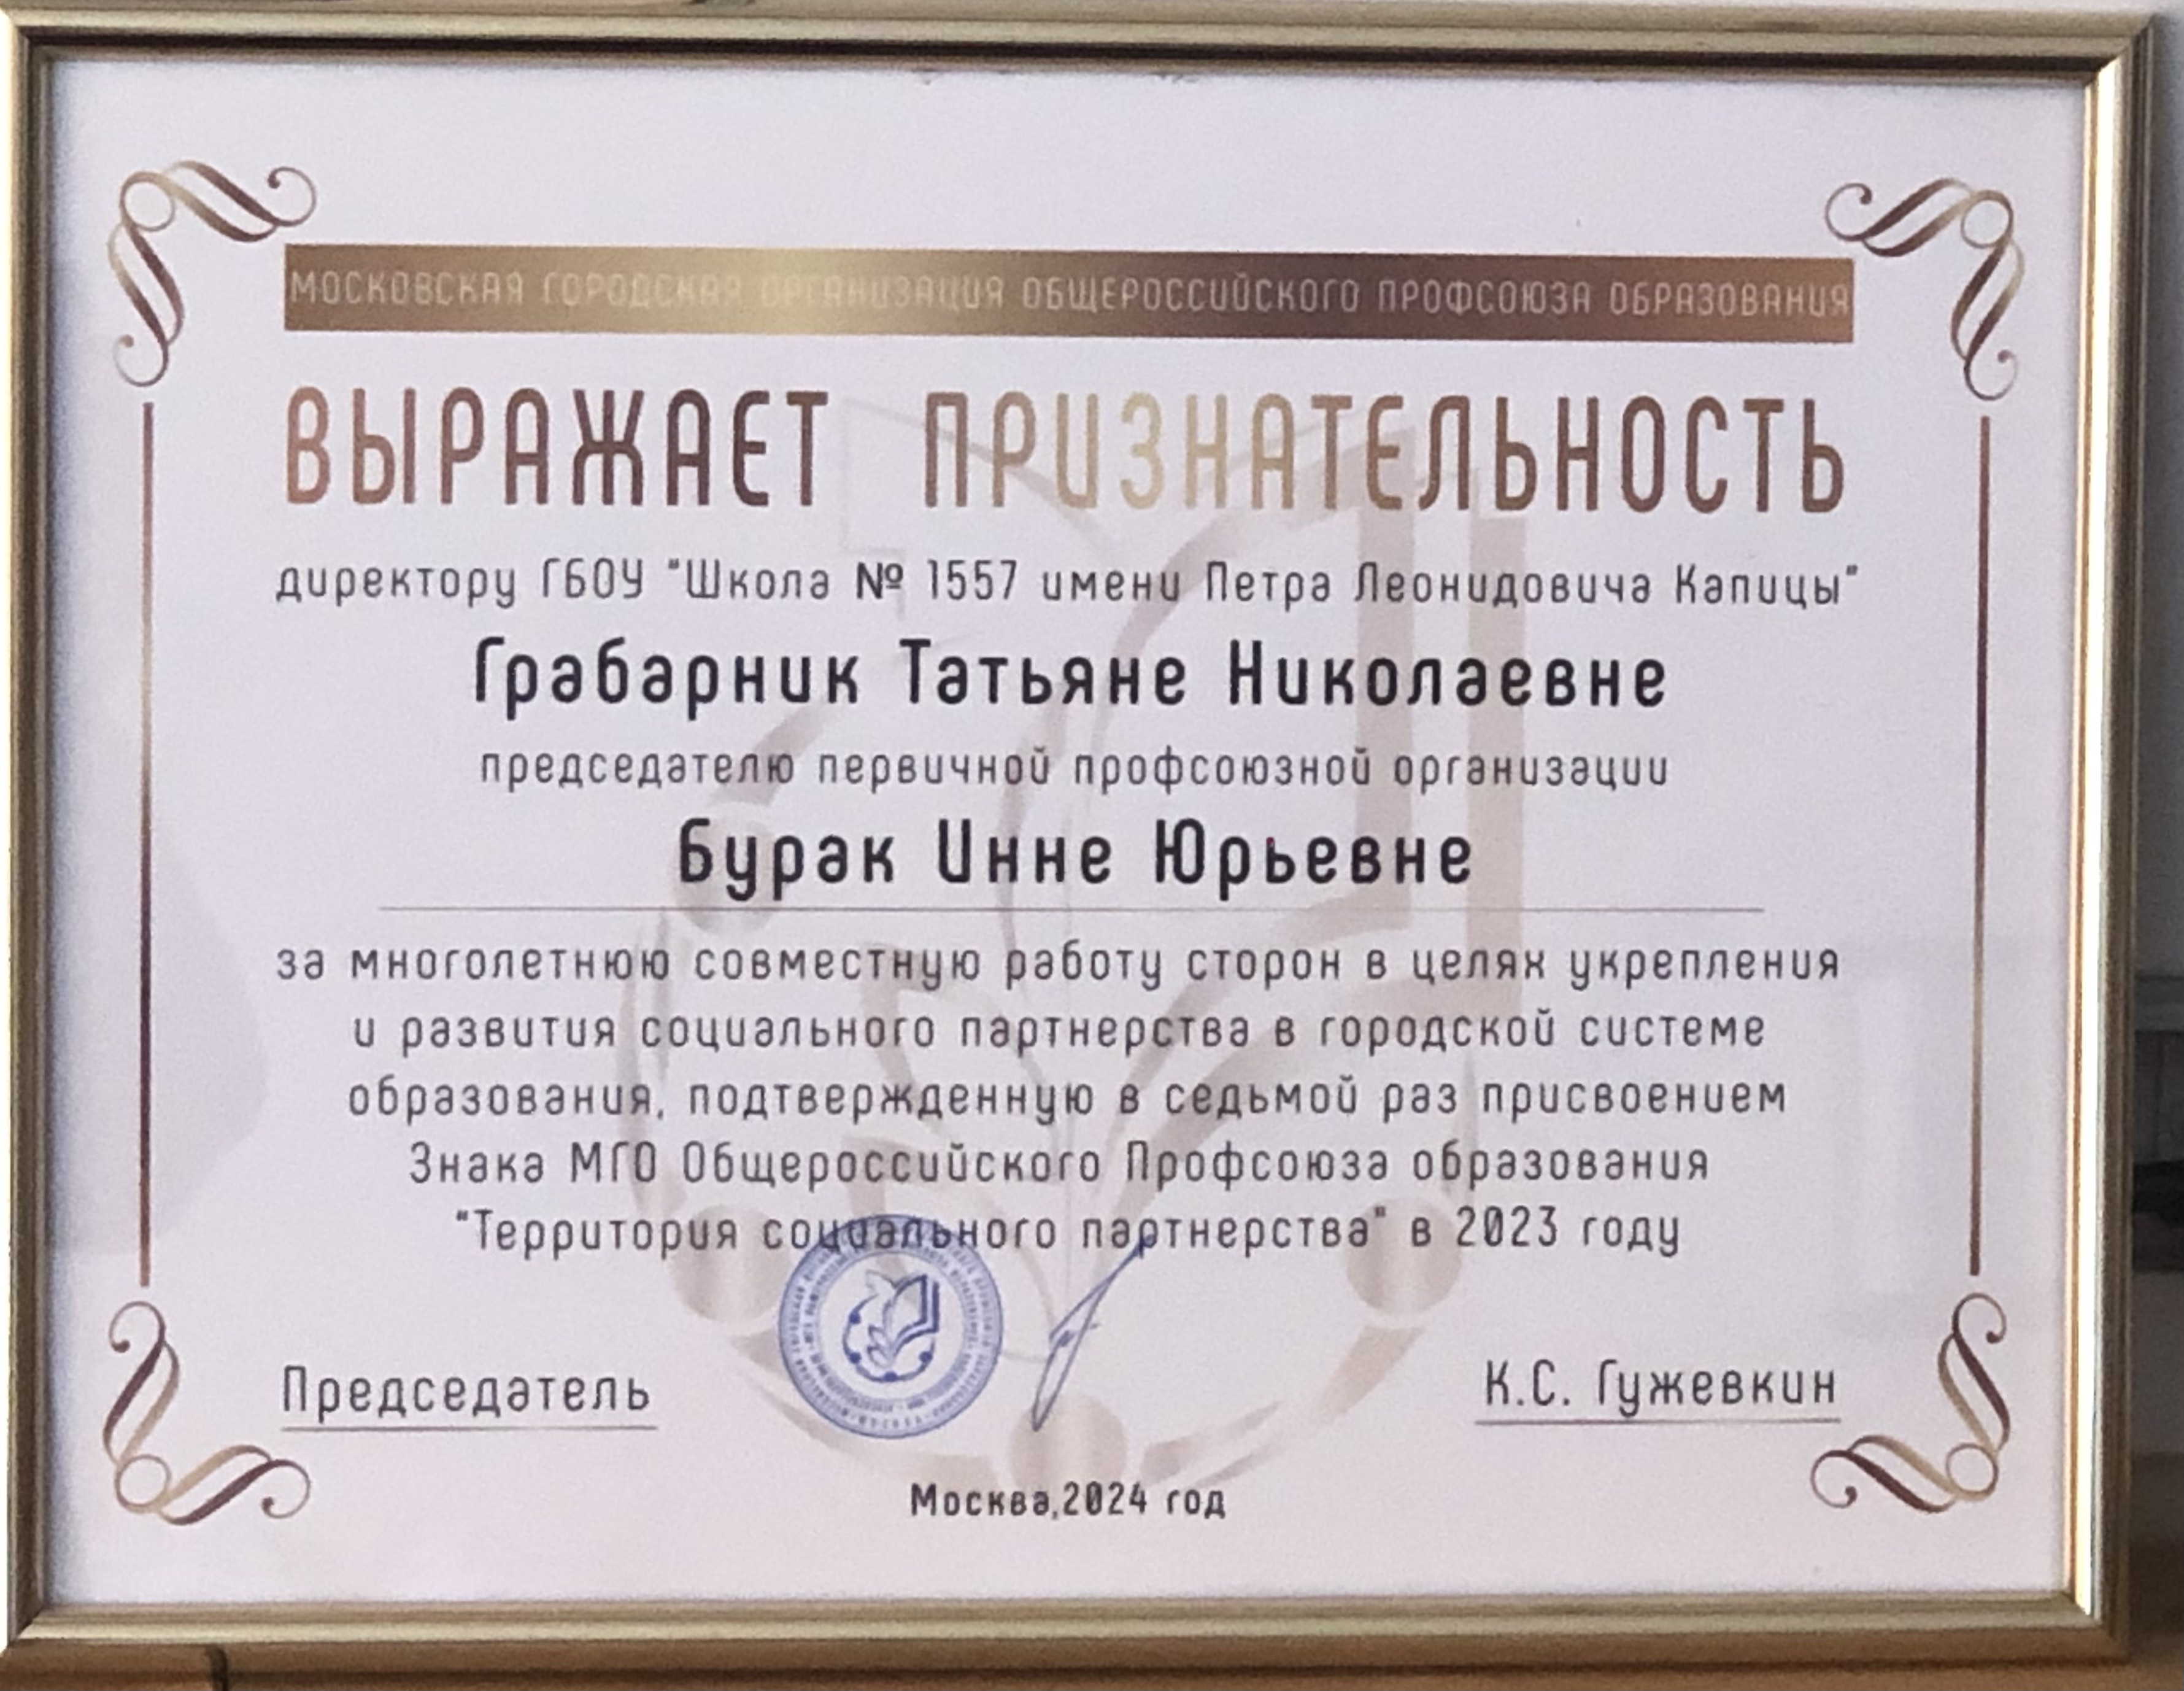 МОСКОВСКАЯ ГОРОДСКАЯ ОРГАНИЗАЦИЯ ОБЩЕРОССИЙСКОГО ПРОФСОЮЗА ОБРАЗОВАНИЯ
ВЫРАЖАЕТ ПРИЗНАТЕЛЬНОСТЬ
директору ГБОУ "Школа № 1557 имени Петра Леонидовича Капицы"
Грабарник Татьяне Николаевне
председателю первичной профсоюзной организации
Бурак Инне Юрьевне
за многолетнюю совместную работу сторон в целях укрепления
и развития социального партнерства в городской системе
образования, подтвержденную в седьмой раз присвоением
Знака МГО Общероссийского Профсоюза образования
"Территория социального партнерства" в 2023 году
Председатель
К.С. Гужевкин
Москва,2024 год